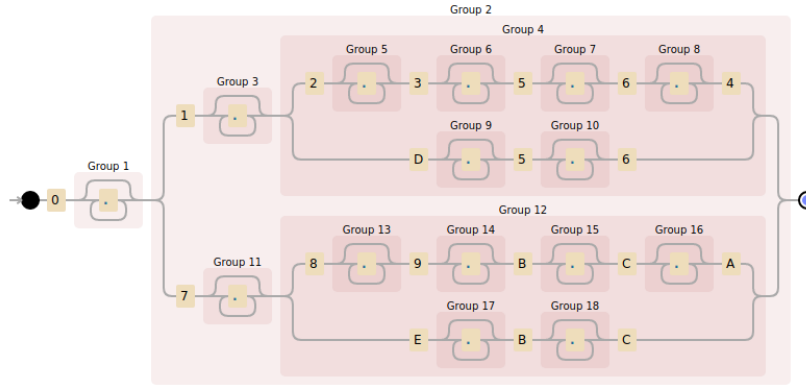 Group 2
Group 4
Group 5 Group 6 Group 7 Group 8
Group 3
2 . 3 . 5 . 6 . 4
1 .
Group 9 Group 10
D . 5 . 6
Group 1
0 .
Group 12
Group 13 Group 14 Group 15 Group 16
Group 11
8 . 9 . B . C . A
7 .
Group 17 Group 18
E . B . C